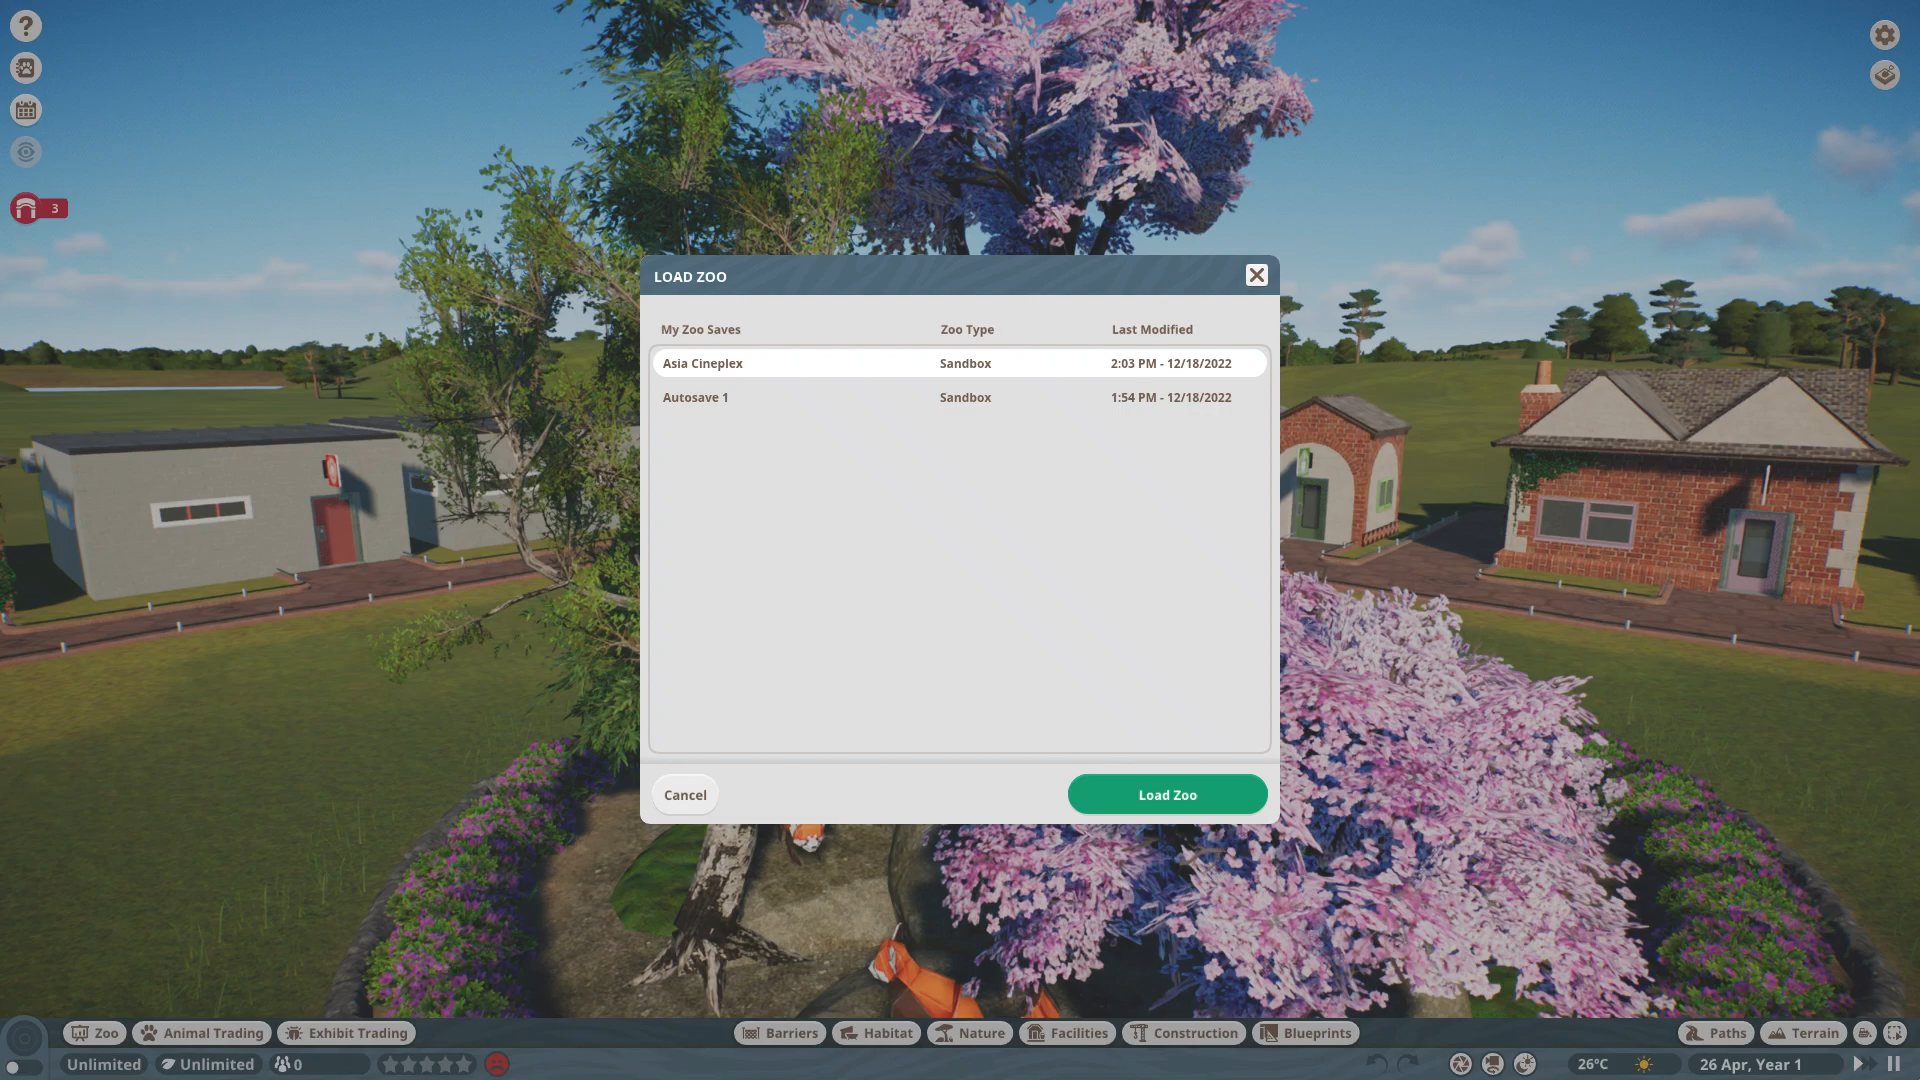 ?
3
LOAD ZOO
My Zoo Saves Zoo Type Last Modified
Asia Cineplex Sandbox 2:03 PM - 12/18/2022
Autosave 1 Sandbox 1:54 PM - 12/18/2022
Cancel Load Zoo
Zoo Animal Trading Exhibit Trading Barriers Habitat Nature Facilities Construction Blueprints Paths Terrain
Unlimited Unlimited 0 26°C 26 Apr, Year 1